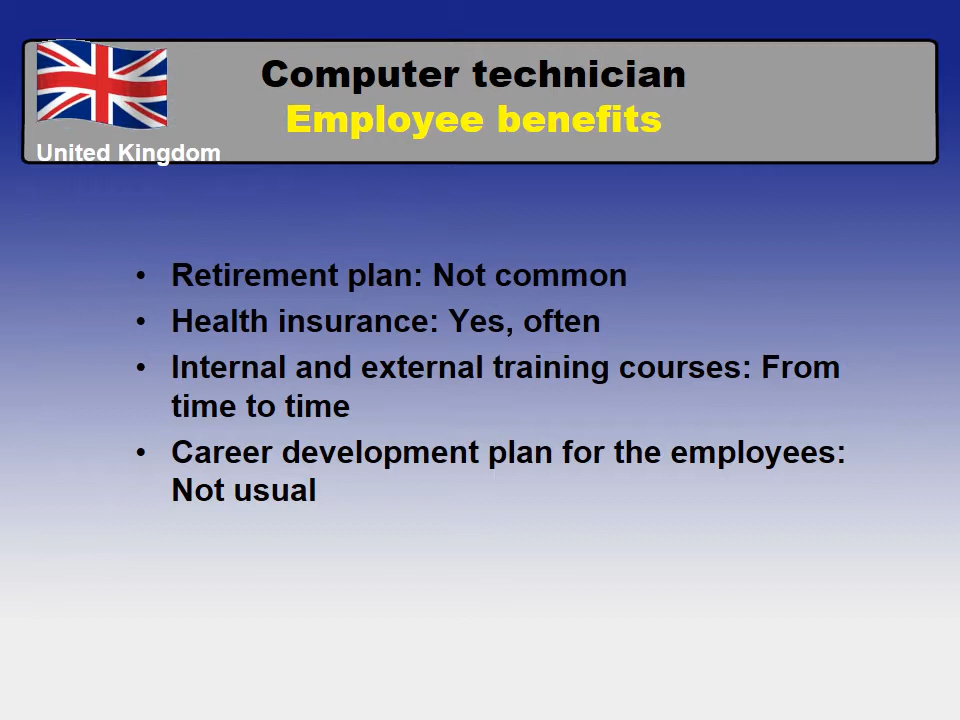 Computer technician
Employee benefits
United Kingdom
• Retirement plan: Not common
• Health insurance: Yes, often
• Internal and external training courses: From
time to time
• Career development plan for the employees:
Not usual